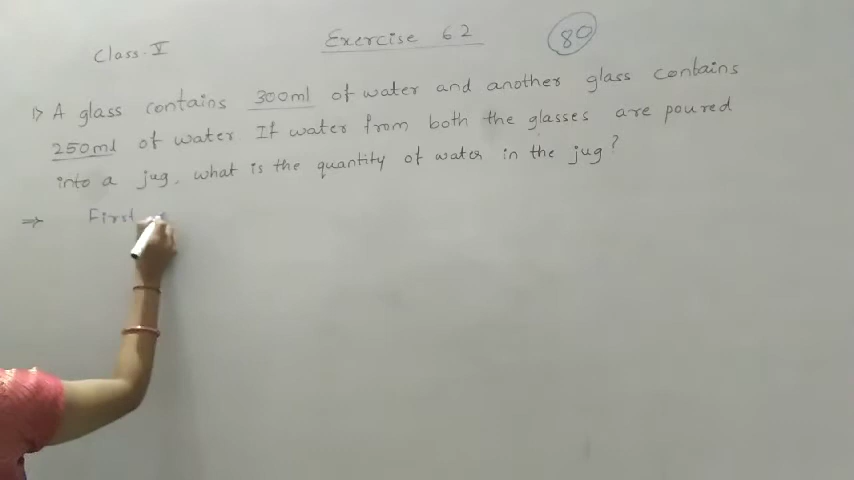 Class-V
Exercise 62
80
1> A glass contains 300ml of water and another glass contains
250ml of water If water from both the glasses are poured
into a jug. what is the quantity of water in the jug?
⇒ First